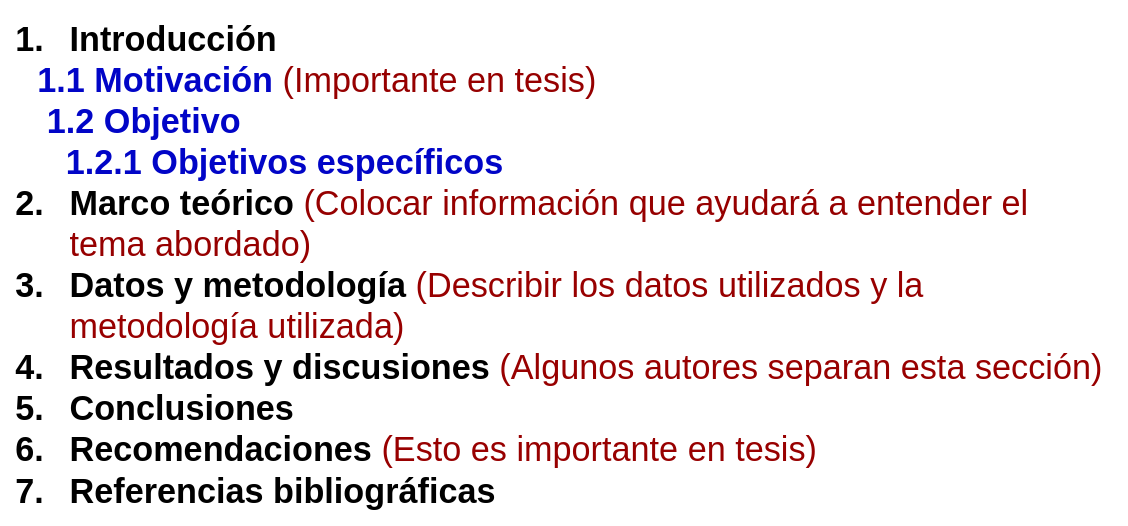 1. Introducción
1.1 Motivación (Importante en tesis)
1.2 Objetivo
1.2.1 Objetivos específicos
2. Marco teórico (Colocar información que ayudará a entender el
tema abordado)
3. Datos y metodología (Describir los datos utilizados y la
metodología utilizada)
4. Resultados y discusiones (Algunos autores separan esta sección)
5. Conclusiones
6. Recomendaciones (Esto es importante en tesis)
7. Referencias bibliográficas